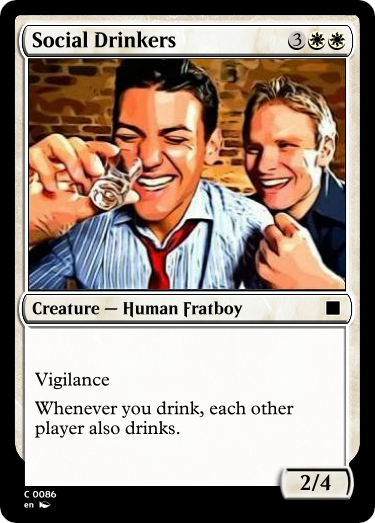 Social Drinkers 3
Creature — Human Fratboy
Vigilance
Whenever you drink, each other
player also drinks.
2/4
C 0086
en